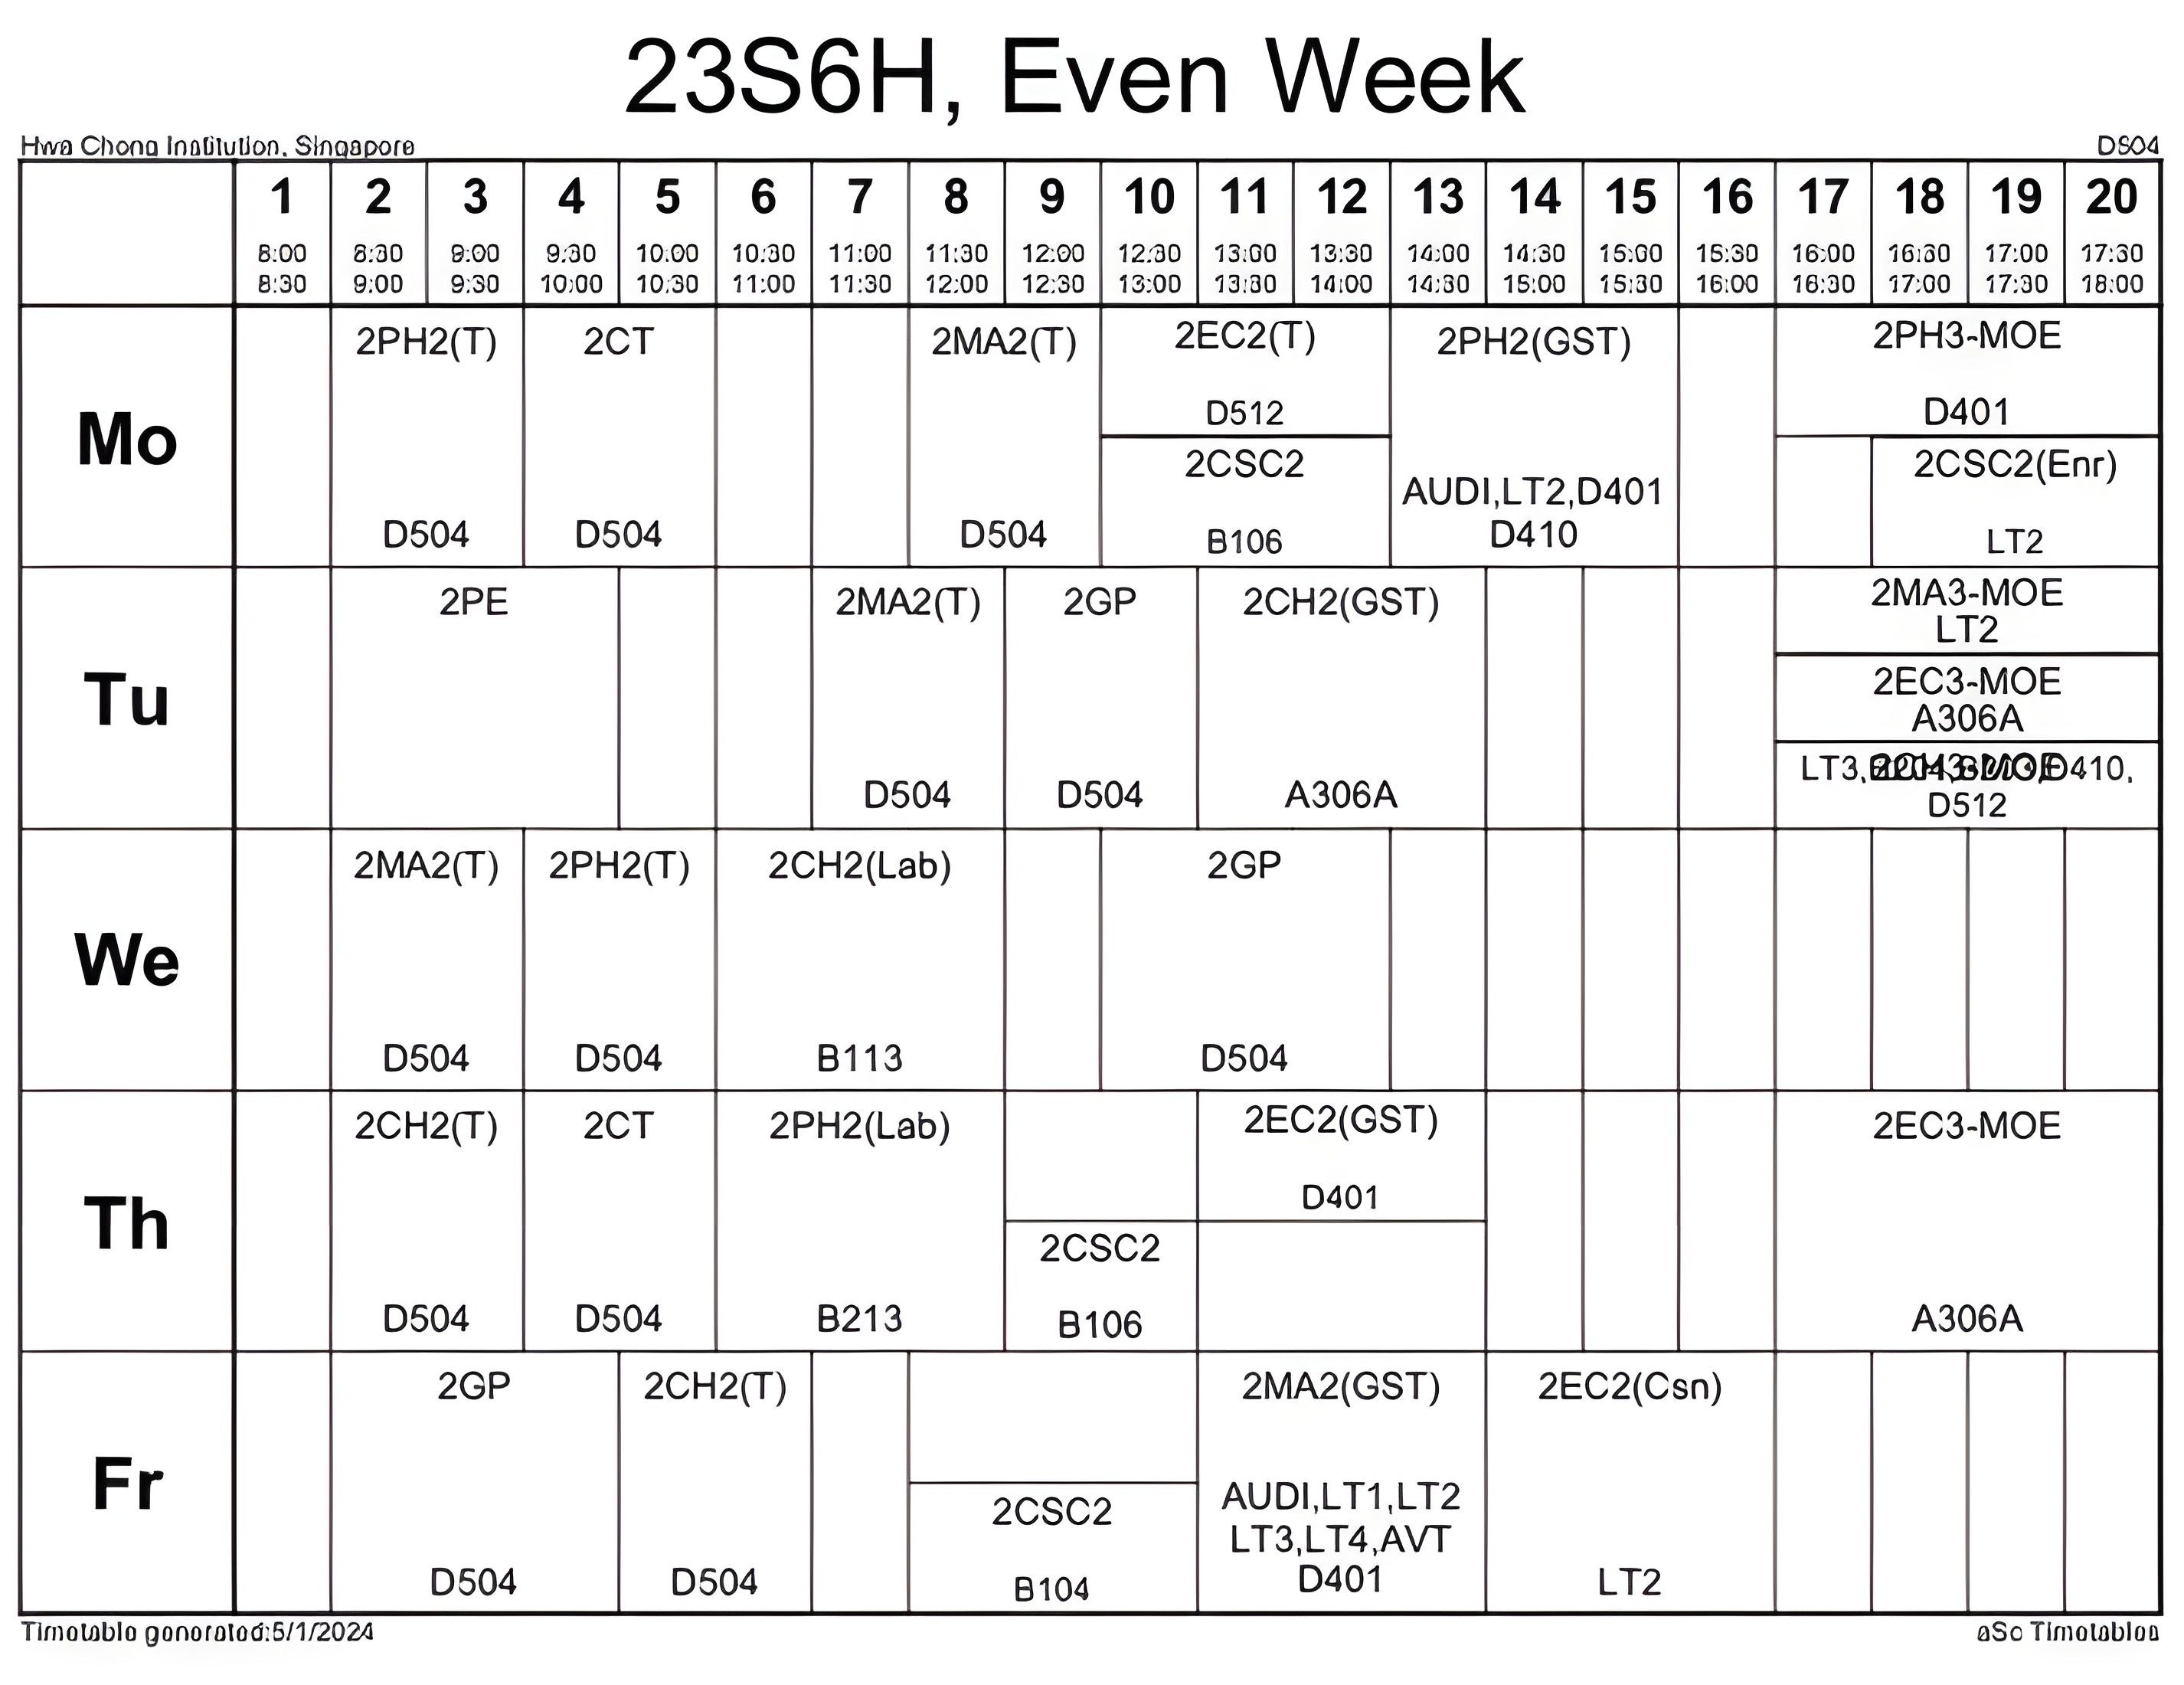 23S6H, Even Week
Hwa Chong Institution, Singapore
D504
1 2 3 4 5 6 7 8 9 10 11 12 13 14 15 16 17 18 19 20
8:00 8:30 9:00 9:30 10:00 10:30 11:00 11:30 12:00 12:30 13:00 13:30 14:00 14:30 15:00 15:30 16:00 16:30 17:00 17:30
8:30 9:00 9:30 10:00 10:30 11:00 11:30 12:00 12:30 13:00 13:30 14:00 14:30 15:00 15:30 16:00 16:30 17:00 17:30 18:00
Mo
2PH2(T)
D504
2CT
D504
2MA2(T)
D504
2EC2(T)
D512
2CSC2
B106
2PH2(GST)
AUDI,LT2,D401
D410
2PH3-MOE
D401
2CSC2(Enr)
LT2
Tu
2PE
2MA2(T)
D504
2GP
D504
2CH2(GST)
A306A
2MA3-MOE
LT2
2EC3-MOE
A306A
2CH3-MOE
D512
We
2MA2(T)
D504
2PH2(T)
D504
2CH2(Lab)
B113
2GP
D504
Th
2CH2(T)
D504
2CT
D504
2PH2(Lab)
B213
2CSC2
B106
2EC2(GST)
D401
2EC3-MOE
A306A
Fr
2GP
D504
2CH2(T)
D504
2CSC2
B104
2MA2(GST)
AUDI,LT1,LT2
LT3,LT4,AVT
D401
2EC2(Csn)
LT2
Timetable generated:5/1/2024
aSc Timetables